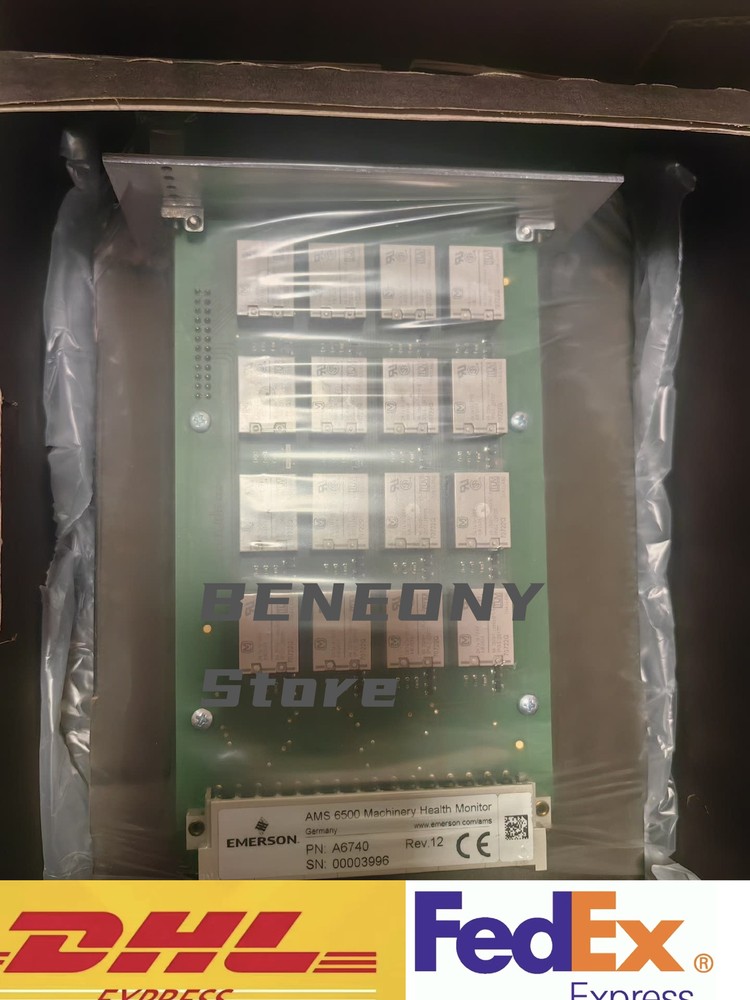 BENEONY
Store
AMS 6500 Machinery Health Monitor
Germany www.emerson.com/ams
EMERSON
PN: A6740 Rev.12 CE
SN: 00003996
DHL
EXPRESS
FedEx®
Express